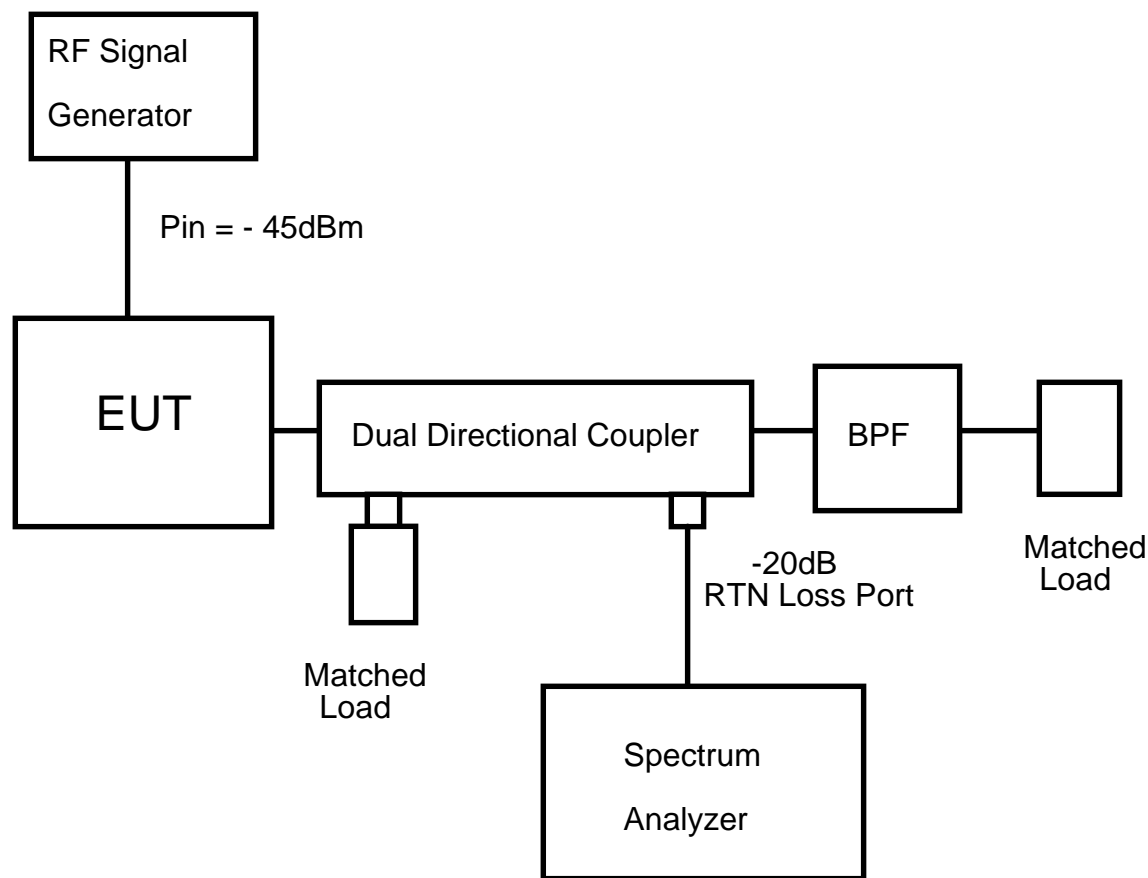 RF Signal
Generator
Pin = - 45dBm
EUT
Dual Directional Coupler
BPF
Matched
Load
-20dB
RTN Loss Port
Matched
Load
Spectrum
Analyzer